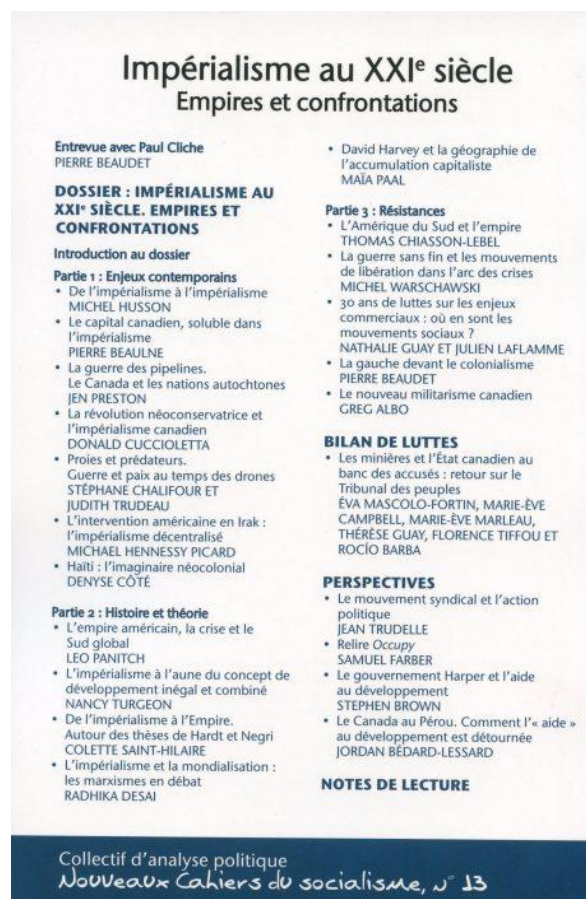 Impérialisme au XXIe siècle
Empires et confrontations
Entrevue avec Paul Cliche
PIERRE BEAUDET
DOSSIER : IMPÉRIALISME AU
XXIe SIÈCLE. EMPIRES ET
CONFRONTATIONS
Introduction au dossier
Partie 1 : Enjeux contemporains
• De l'impérialisme à l'impérialisme
MICHEL HUSSON
• Le capital canadien, soluble dans
l'impérialisme
PIERRE BEAULNE
• La guerre des pipelines.
Le Canada et les nations autochtones
JEN PRESTON
• La révolution néoconservatrice et
l'impérialisme canadien
DONALD CUCCIOLETTA
• Proies et prédateurs.
Guerre et paix au temps des drones
STÉPHANE CHALIFOUR ET
JUDITH TRUDEAU
• L'intervention américaine en Irak :
l'impérialisme décentralisé
MICHAEL HENNESSY PICARD
• Haïti : l'imaginaire néocolonial
DENYSE CÔTÉ
Partie 2 : Histoire et théorie
• L'empire américain, la crise et le
Sud global
LEO PANITCH
• L'impérialisme à l'aune du concept de
développement inégal et combiné
NANCY TURGEON
• De l'impérialisme à l'Empire.
Autour des thèses de Hardt et Negri
COLETTE SAINT-HILAIRE
• L'impérialisme et la mondialisation :
les marxismes en débat
RADHIKA DESAI
• David Harvey et la géographie de
l'accumulation capitaliste
MAÏA PAAL
Partie 3 : Résistances
• L'Amérique du Sud et l'empire
THOMAS CHIASSON-LEBEL
• La guerre sans fin et les mouvements
de libération dans l'arc des crises
MICHEL WARSCHAWSKI
• 30 ans de luttes sur les enjeux
commerciaux : où en sont les
mouvements sociaux ?
NATHALIE GUAY ET JULIEN LAFLAMME
• La gauche devant le colonialisme
PIERRE BEAUDET
• Le nouveau militarisme canadien
GREG ALBO
BILAN DE LUTTES
• Les minières et l'État canadien au
banc des accusés : retour sur le
Tribunal des peuples
ÉVA MASCOLO-FORTIN, MARIE-ÈVE
CAMPBELL, MARIE-ÈVE MARLEAU,
THÉRÈSE GUAY, FLORENCE TIFFOU ET
ROCÍO BARBA
PERSPECTIVES
• Le mouvement syndical et l'action
politique
JEAN TRUDELLE
• Relire Occupy
SAMUEL FARBER
• Le gouvernement Harper et l'aide
au développement
STEPHEN BROWN
• Le Canada au Pérou. Comment l'« aide »
au développement est détournée
JORDAN BÉDARD-LESSARD
NOTES DE LECTURE
Collectif d'analyse politique
Nouveaux Cahiers du socialisme, n° 13